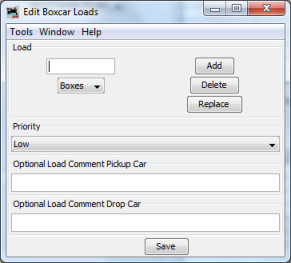 Edit Boxcar Loads
Tools Window Help
Load
Add
Boxes
Delete
Replace
Priority
Low
Optional Load Comment Pickup Car
Optional Load Comment Drop Car
Save